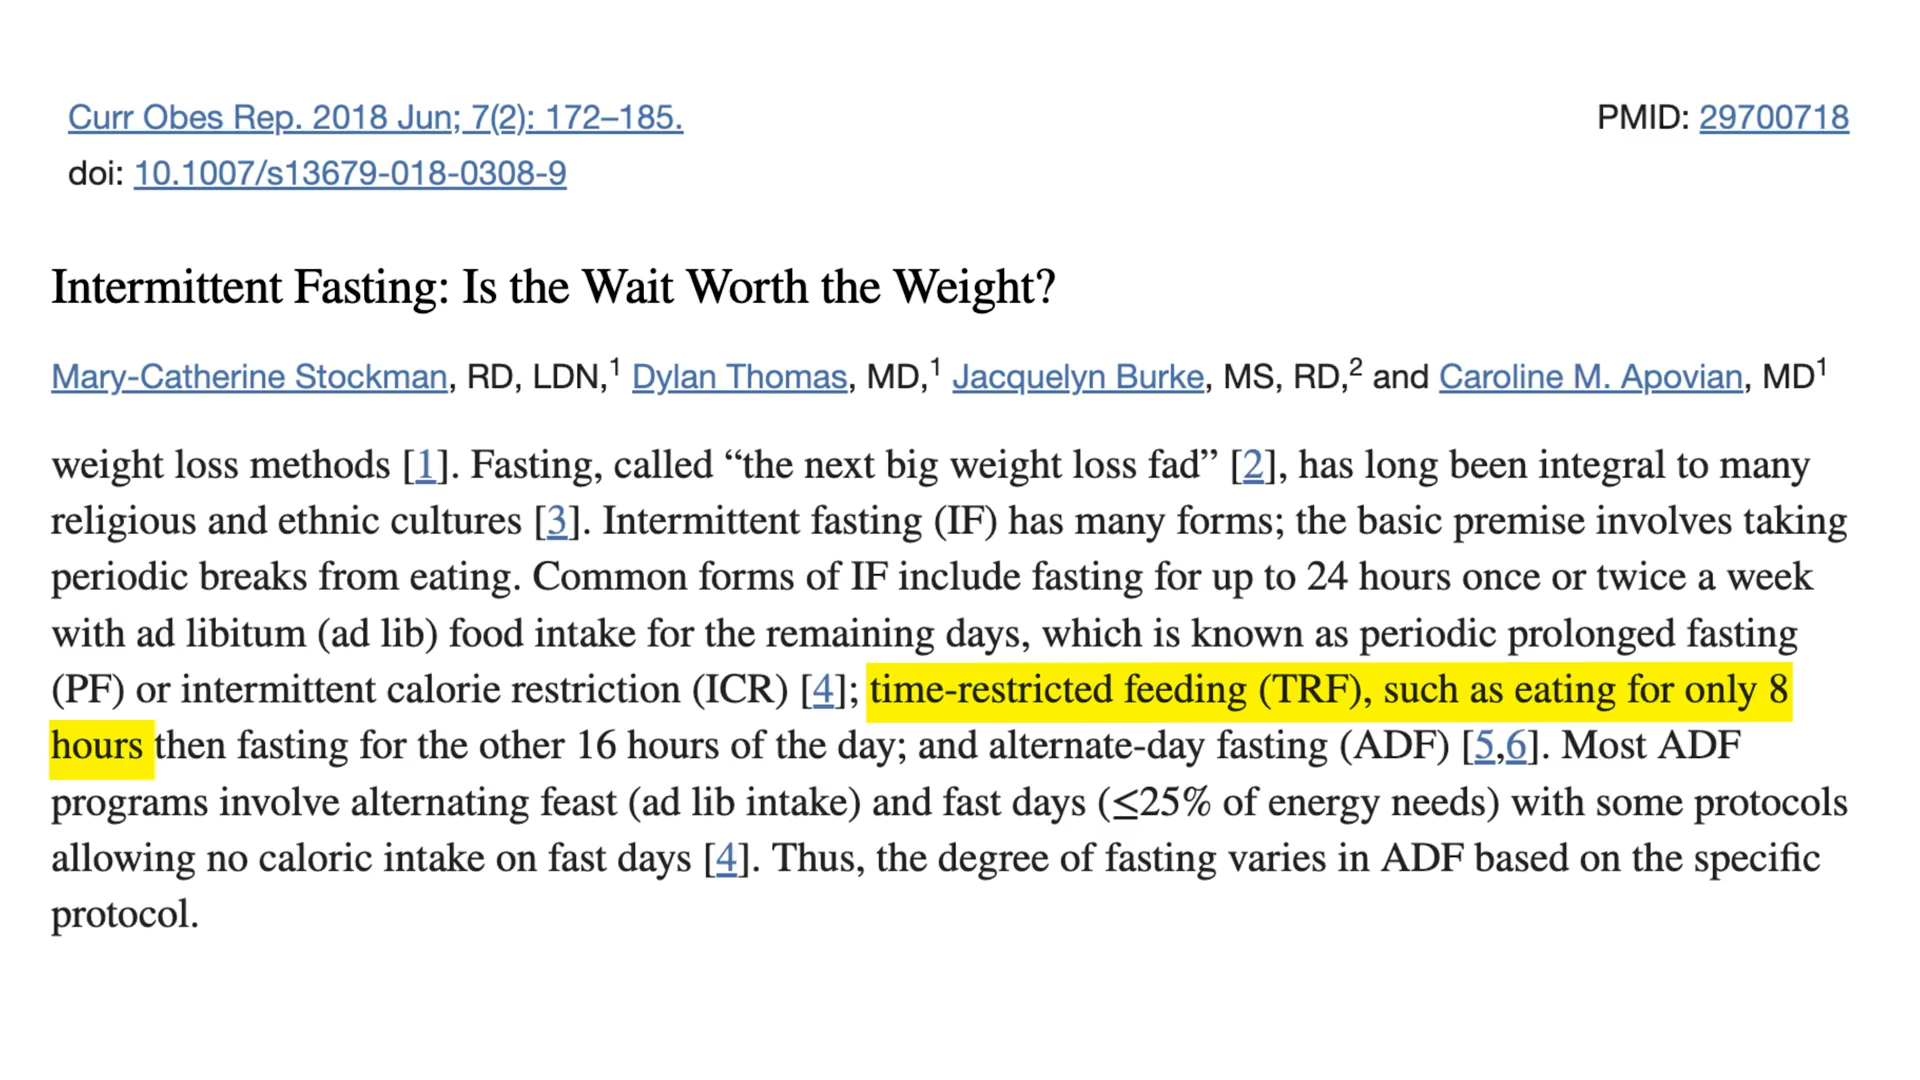 Curr Obes Rep. 2018 Jun; 7(2): 172–185. PMID: 29700718
doi: 10.1007/s13679-018-0308-9
Intermittent Fasting: Is the Wait Worth the Weight?
Mary-Catherine Stockman, RD, LDN,1 Dylan Thomas, MD,1 Jacquelyn Burke, MS, RD,2 and Caroline M. Apovian, MD1
weight loss methods [1]. Fasting, called “the next big weight loss fad” [2], has long been integral to many
religious and ethnic cultures [3]. Intermittent fasting (IF) has many forms; the basic premise involves taking
periodic breaks from eating. Common forms of IF include fasting for up to 24 hours once or twice a week
with ad libitum (ad lib) food intake for the remaining days, which is known as periodic prolonged fasting
(PF) or intermittent calorie restriction (ICR) [4]; time-restricted feeding (TRF), such as eating for only 8
hours then fasting for the other 16 hours of the day; and alternate-day fasting (ADF) [5,6]. Most ADF
programs involve alternating feast (ad lib intake) and fast days (≤25% of energy needs) with some protocols
allowing no caloric intake on fast days [4]. Thus, the degree of fasting varies in ADF based on the specific
protocol.